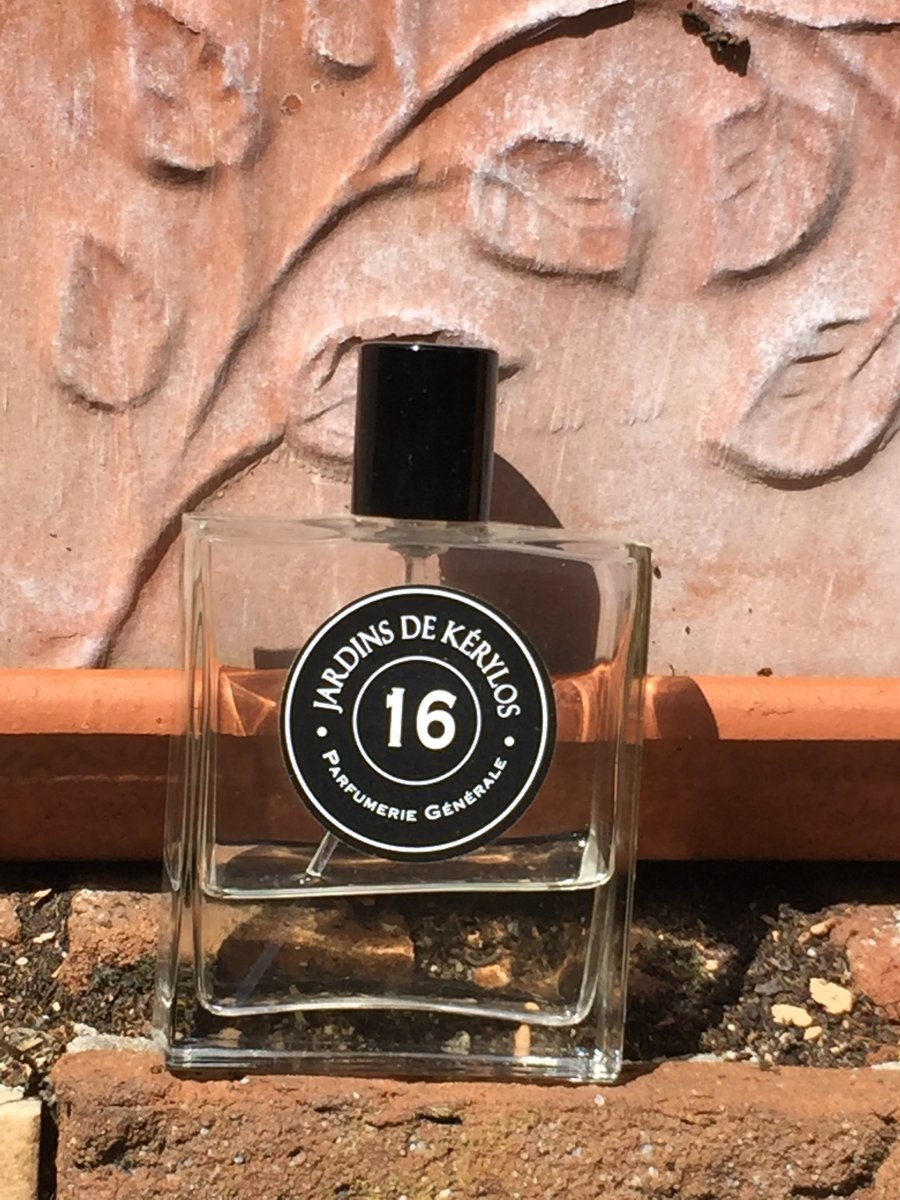 JARDINS DE KÉRYLOS
16
PARFUMERIE GÉNÉRALE